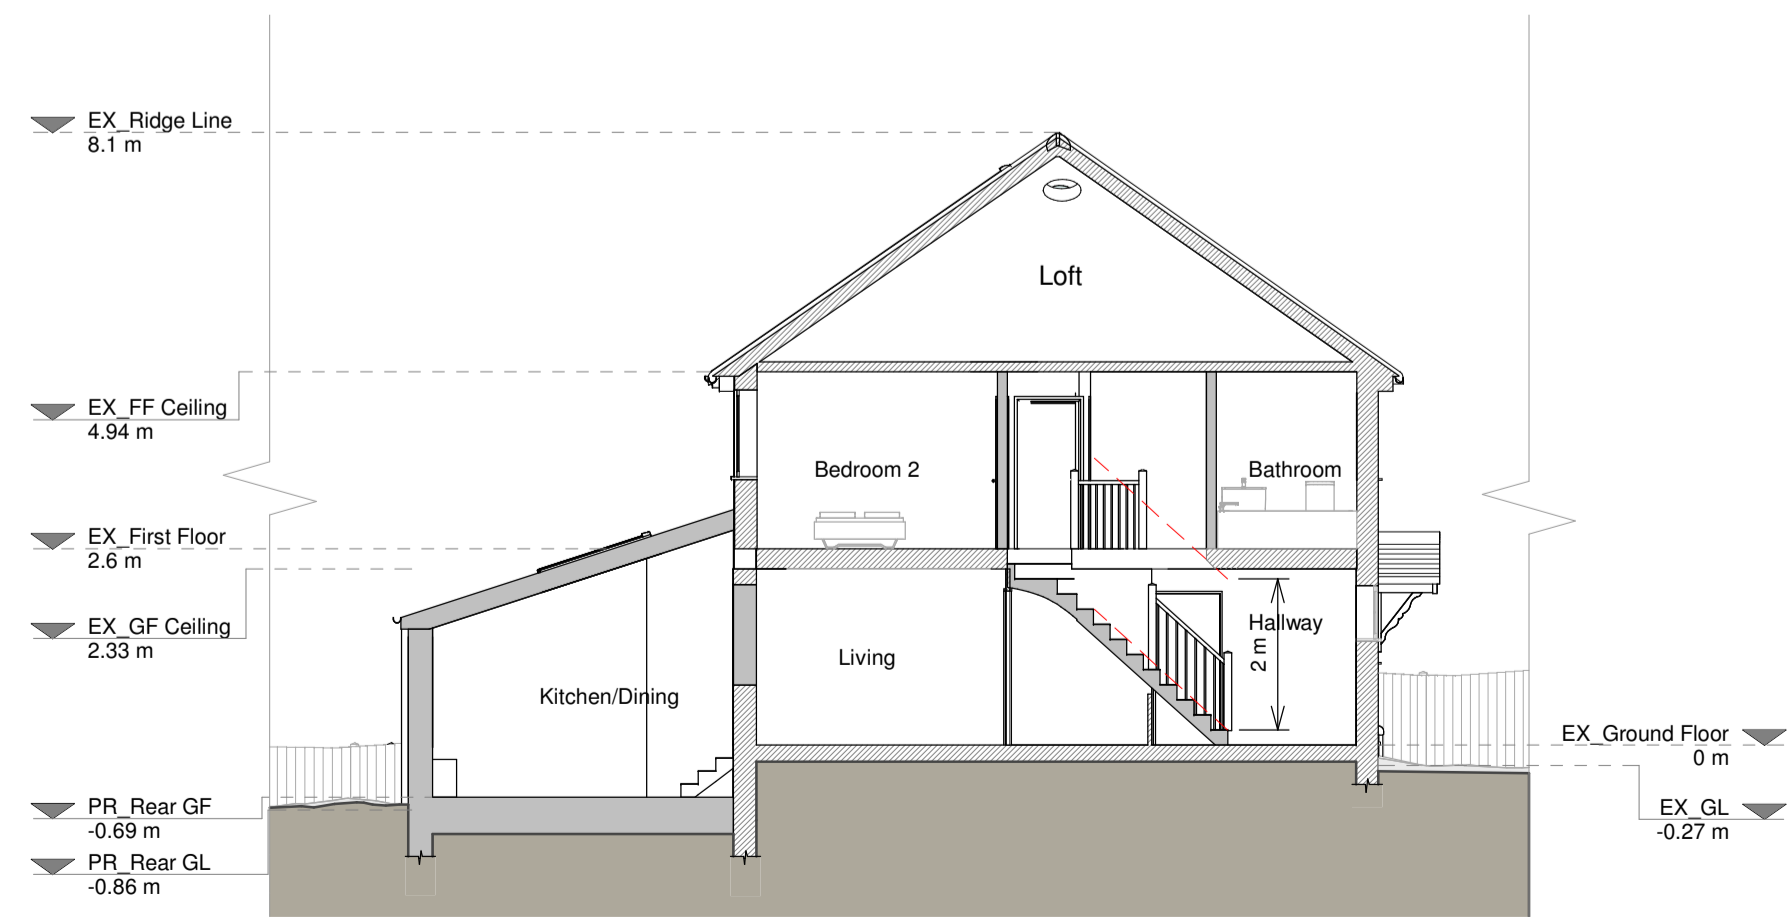 EX_Ridge Line
8.1 m
Loft
EX_FF Ceiling
4.94 m
Bedroom 2
Bathroom
EX_First Floor
2.6 m
EX_GF Ceiling
2.33 m
Hallway
2 m
Living
Kitchen/Dining
EX_Ground Floor
0 m
PR_Rear GF
-0.69 m
EX_GL
-0.27 m
PR_Rear GL
-0.86 m